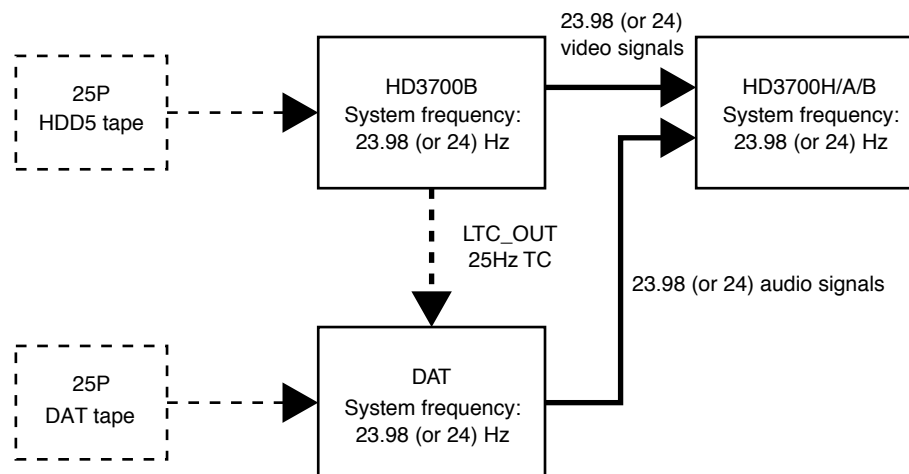 25P
HDD5 tape
HD3700B
System frequency:
23.98 (or 24) Hz
23.98 (or 24)
video signals
HD3700H/A/B
System frequency:
23.98 (or 24) Hz
LTC_OUT
25Hz TC
23.98 (or 24) audio signals
25P
DAT tape
DAT
System frequency:
23.98 (or 24) Hz